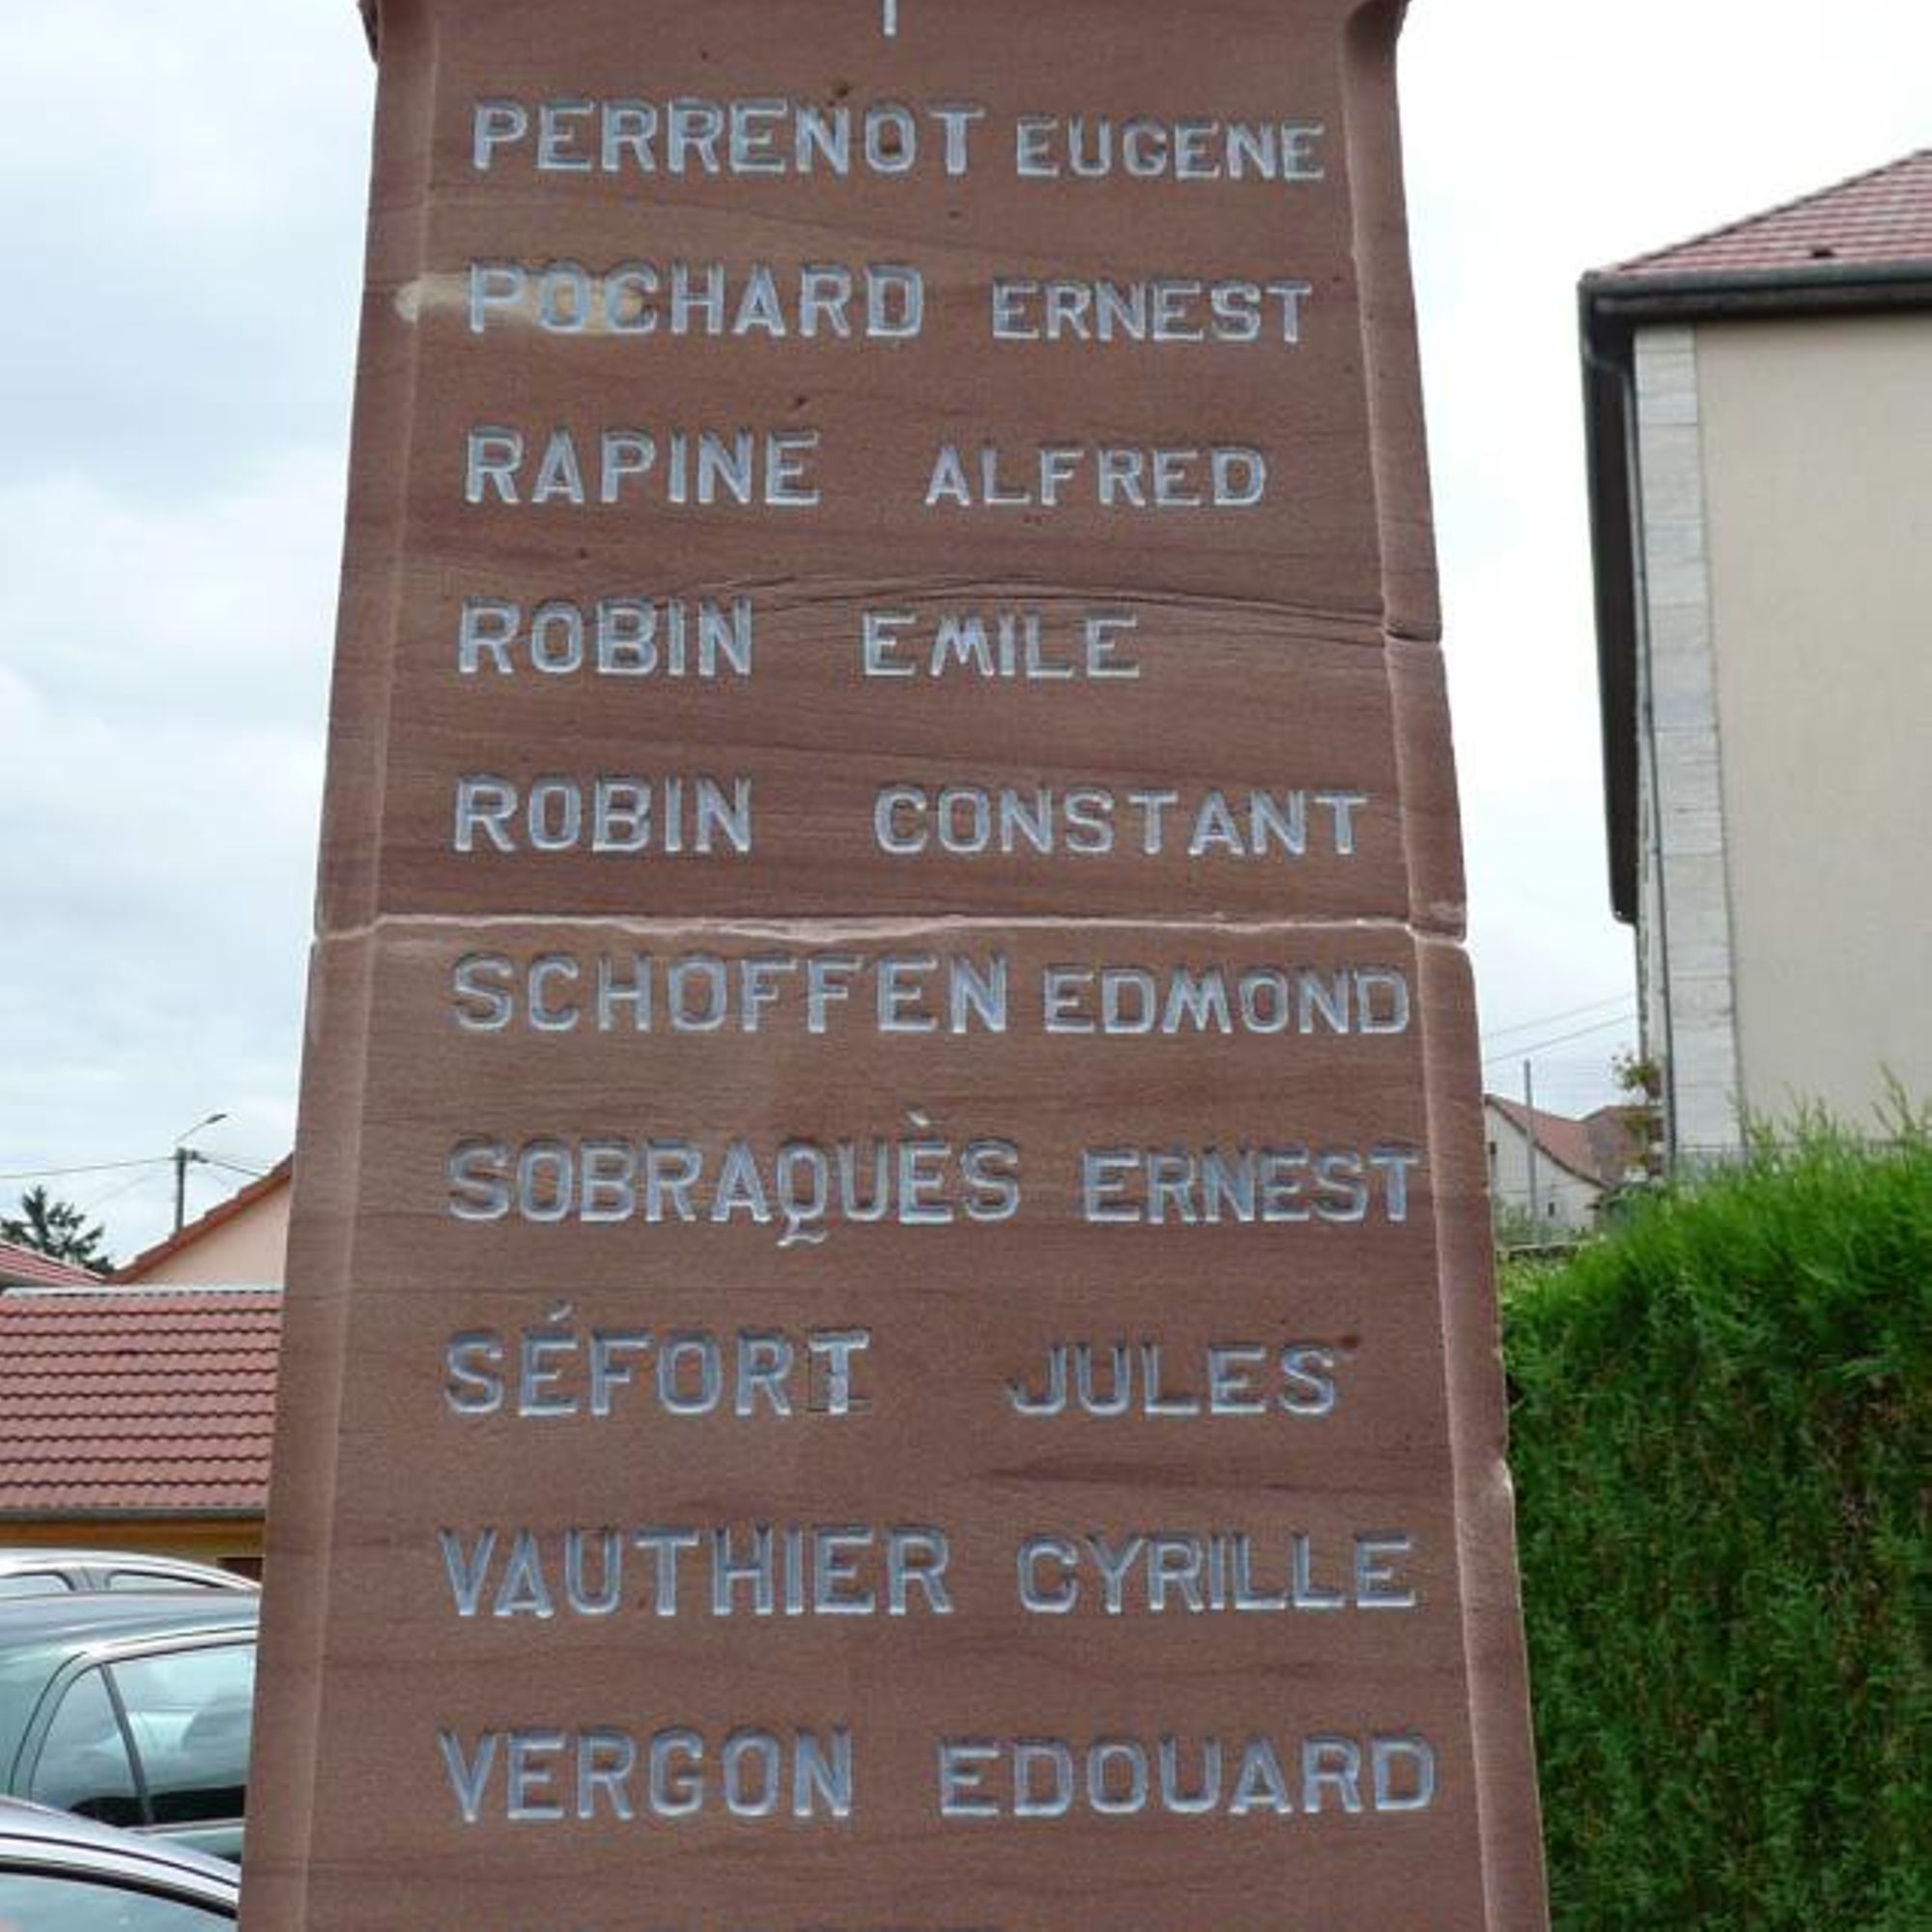 PERRENOT EUGENE
POCHARD ERNEST
RAPINE ALFRED
ROBIN EMILE
ROBIN CONSTANT
SCHOFFEN EDMOND
SOBRAQUÈS ERNEST
SÉFORT JULES
VAUTHIER CYRILLE
VERGON EDOUARD